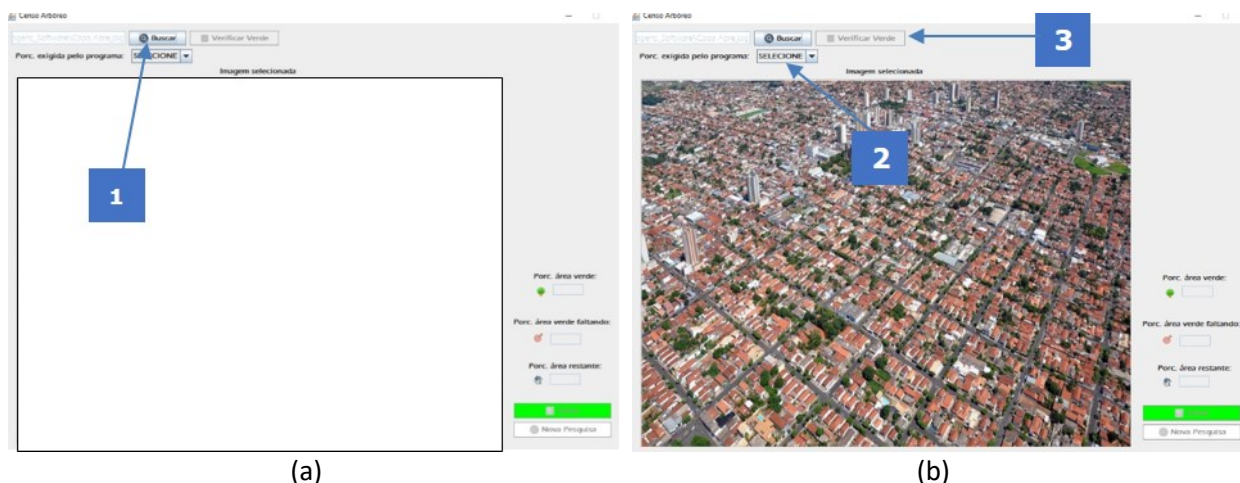 Censo Arbóreo
Buscar Verificar Verde
Porc. exigida pelo programa: SELECIONE
Imagem selecionada
1
Porc. área verde:
Porc. área verde faltando:
Porc. área restante:
Nova Pesquisa
(a)
Censo Arbóreo
Buscar Verificar Verde
3
Porc. exigida pelo programa: SELECIONE
Imagem selecionada
2
Porc. área verde:
Porc. área verde faltando:
Porc. área restante:
Nova Pesquisa
(b)